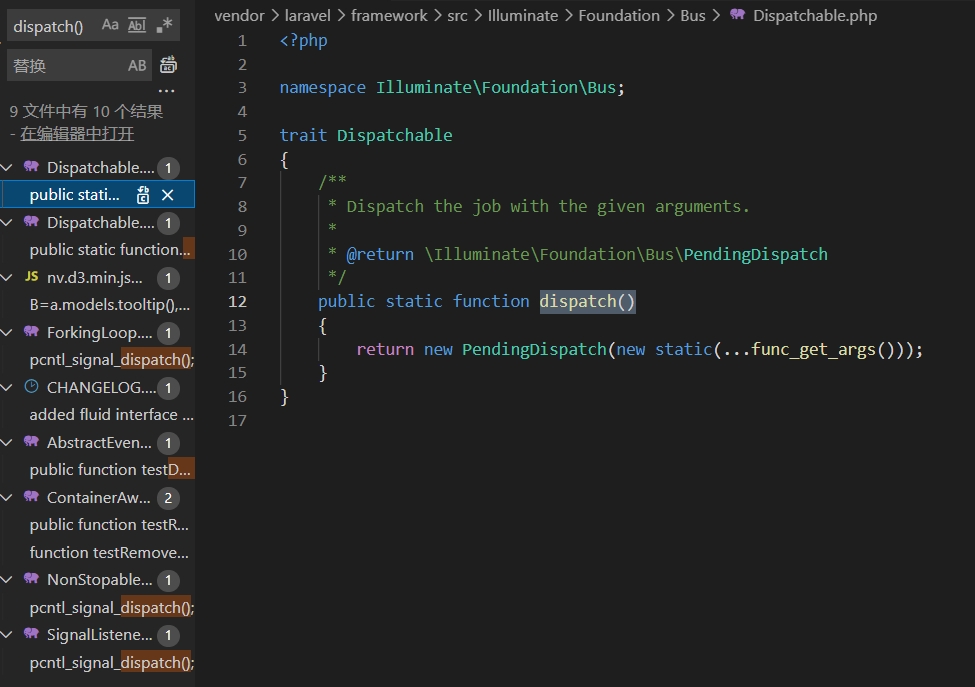 dispatch() Aa Abl .*
替换 AB
...
9 文件中有 10 个结果
- 在编辑器中打开
Dispatchable.... 1
public stati...
Dispatchable.... 1
public static function...
JS nv.d3.min.js... 1
B=a.models.tooltip(),...
ForkingLoop.... 1
pcntl_signal_dispatch();
CHANGELOG.... 1
added fluid interface ...
AbstractEven... 1
public function testD...
ContainerAw... 2
public function testR...
function testRemove...
NonStopable... 1
pcntl_signal_dispatch();
SignalListene... 1
pcntl_signal_dispatch();
vendor > laravel > framework > src > Illuminate > Foundation > Bus > Dispatchable.php
1 <?php
2
3 namespace Illuminate\Foundation\Bus;
4
5 trait Dispatchable
6 {
7 /**
8 * Dispatch the job with the given arguments.
9 *
10 * @return \Illuminate\Foundation\Bus\PendingDispatch
11 */
12 public static function dispatch()
13 {
14 return new PendingDispatch(new static(...func_get_args()));
15 }
16 }
17